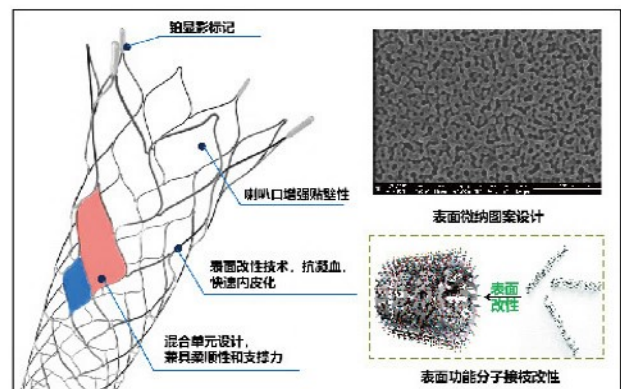 铂显影标记
喇叭口增强贴壁性
表面改性技术，抗凝血，
快速内皮化
混合单元设计，
兼具柔顺性和支撑力
表面微纳图案设计
表面
改性
表面功能分子接枝改性